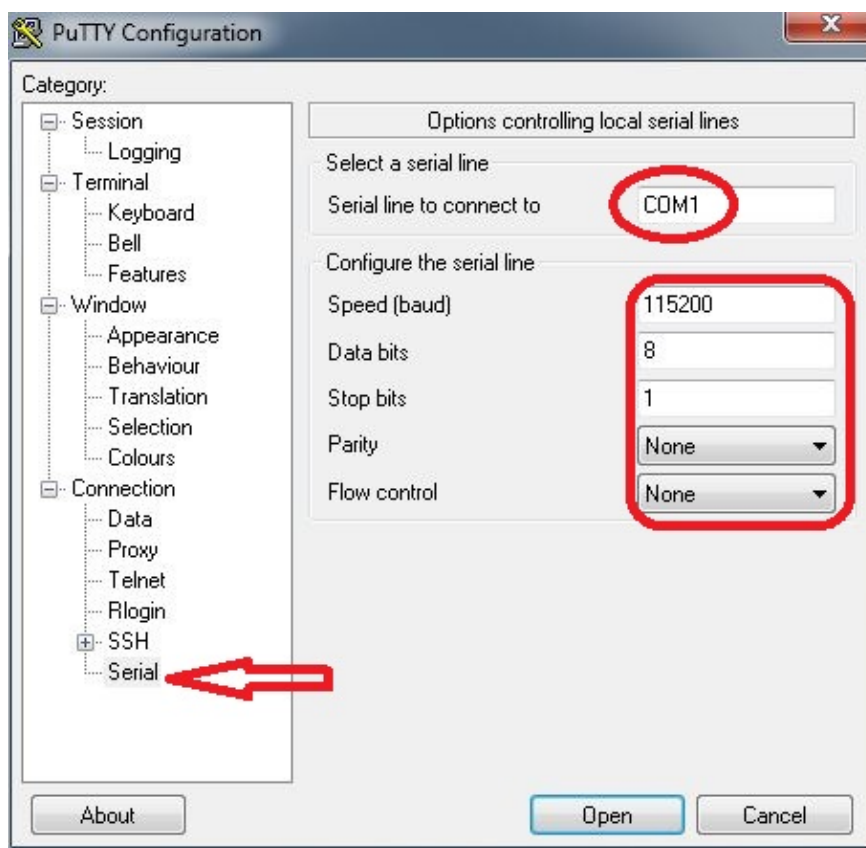 PuTTY Configuration
Category:
Session
Logging
Terminal
Keyboard
Bell
Features
Window
Appearance
Behaviour
Translation
Selection
Colours
Connection
Data
Proxy
Telnet
Rlogin
SSH
Serial
Options controlling local serial lines
Select a serial line
Serial line to connect to COM1
Configure the serial line
Speed (baud) 115200
Data bits 8
Stop bits 1
Parity None
Flow control None
About Open Cancel